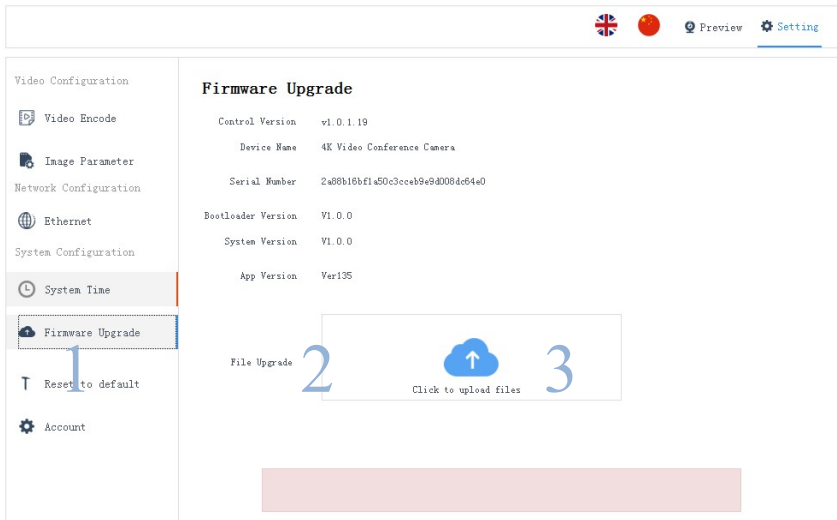 Preview Setting
Video Configuration
Video Encode
Image Parameter
Network Configuration
Ethernet
System Configuration
System Time
Firmware Upgrade
Reset to default
Account
Firmware Upgrade
Control Version v1.0.1.19
Device Name 4K Video Conference Camera
Serial Number 2a88b16bf1a50c3cceb9e9d008dc64e0
Bootloader Version V1.0.0
System Version V1.0.0
App Version Ver135
File Upgrade
Click to upload files
1
2
3